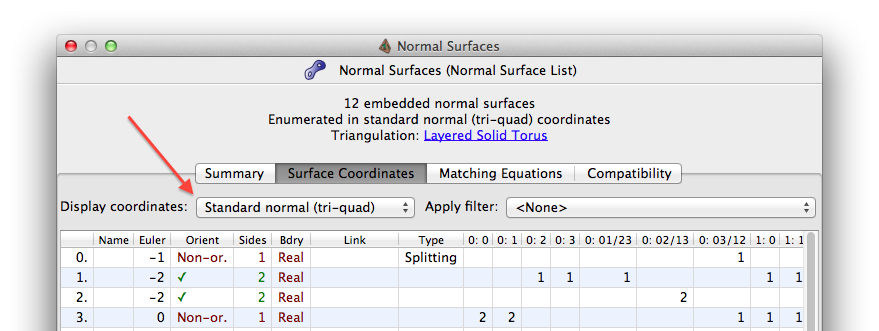 Normal Surfaces
Normal Surfaces (Normal Surface List)
12 embedded normal surfaces
Enumerated in standard normal (tri-quad) coordinates
Triangulation: Layered Solid Torus
Summary Surface Coordinates Matching Equations Compatibility
Display coordinates: Standard normal (tri-quad) Apply filter: <None>
Name Euler Orient Sides Bdry Link Type 0: 0 0: 1 0: 2 0: 3 0: 01/23 0: 02/13 0: 03/12 1: 0 1: 1
0. -1 Non-or. 1 Real Splitting 1
1. -2 ✓ 2 Real 1 1 1 1 1
2. -2 ✓ 2 Real 2
3. 0 Non-or. 1 Real 2 2 1 1 1